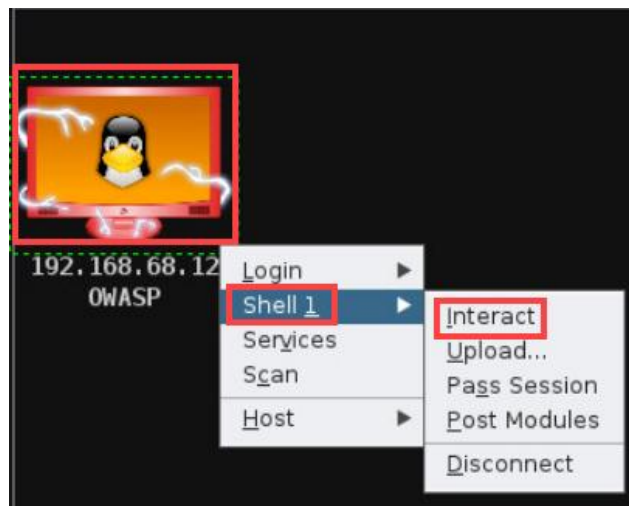 192.168.68.12
OWASP
Login
Shell 1
Services
Scan
Host
Interact
Upload...
Pass Session
Post Modules
Disconnect